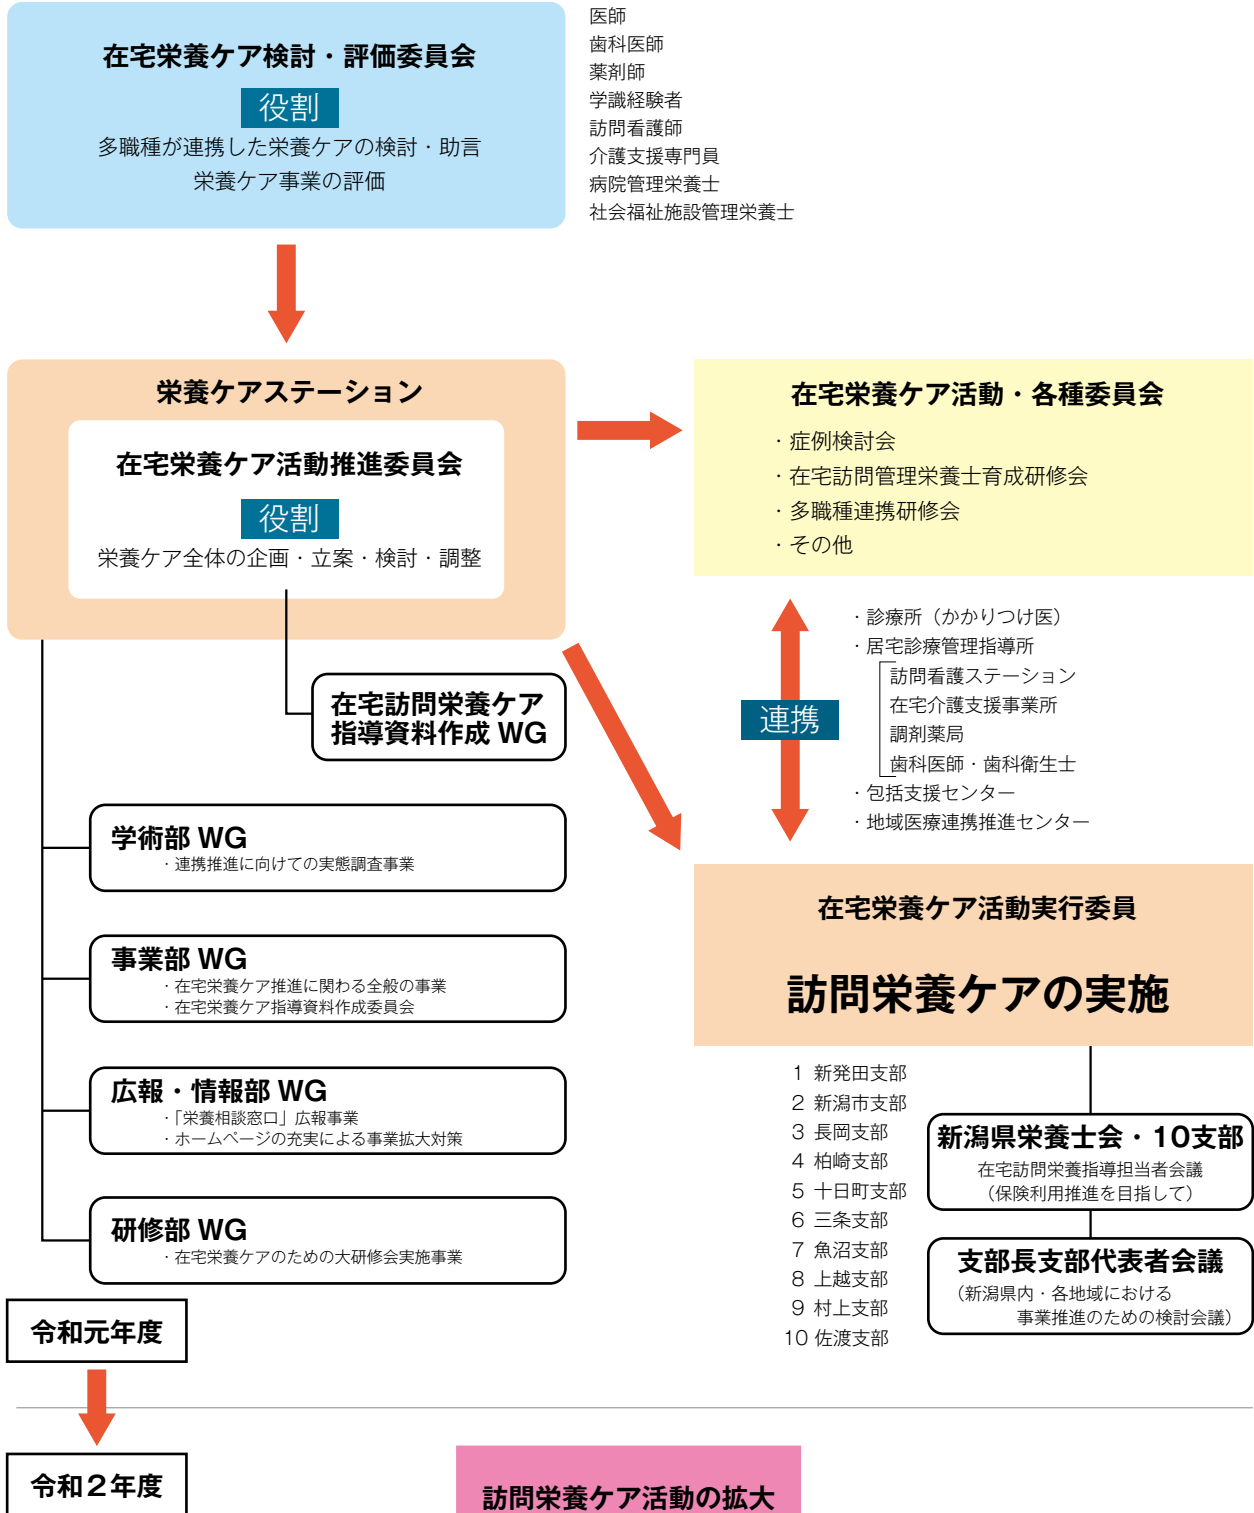 在宅栄養ケア検討・評価委員会
役割
多職種が連携した栄養ケアの検討・助言
栄養ケア事業の評価
医師
歯科医師
薬剤師
学識経験者
訪問看護師
介護支援専門員
病院管理栄養士
社会福祉施設管理栄養士
栄養ケアステーション
在宅栄養ケア活動推進委員会
役割
栄養ケア全体の企画・立案・検討・調整
在宅栄養ケア活動・各種委員会
・症例検討会
・在宅訪問管理栄養士育成研修会
・多職種連携研修会
・その他
在宅訪問栄養ケア
指導資料作成 WG
連携
・診療所（かかりつけ医）
・居宅診療管理指導所
訪問看護ステーション
在宅介護支援事業所
調剤薬局
歯科医師・歯科衛生士
・包括支援センター
・地域医療連携推進センター
学術部 WG
・連携推進に向けての実態調査事業
事業部 WG
・在宅栄養ケア推進に関わる全般の事業
・在宅栄養ケア指導資料作成委員会
広報・情報部 WG
・「栄養相談窓口」広報事業
・ホームページの充実による事業拡大対策
研修部 WG
・在宅栄養ケアのための大研修会実施事業
在宅栄養ケア活動実行委員
訪問栄養ケアの実施
1 新発田支部
2 新潟市支部
3 長岡支部
4 柏崎支部
5 十日町支部
6 三条支部
7 魚沼支部
8 上越支部
9 村上支部
10 佐渡支部
新潟県栄養士会・10支部
在宅訪問栄養指導担当者会議
（保険利用推進を目指して）
支部長支部代表者会議
（新潟県内・各地域における
事業推進のための検討会議）
令和元年度
令和２年度
訪問栄養ケア活動の拡大